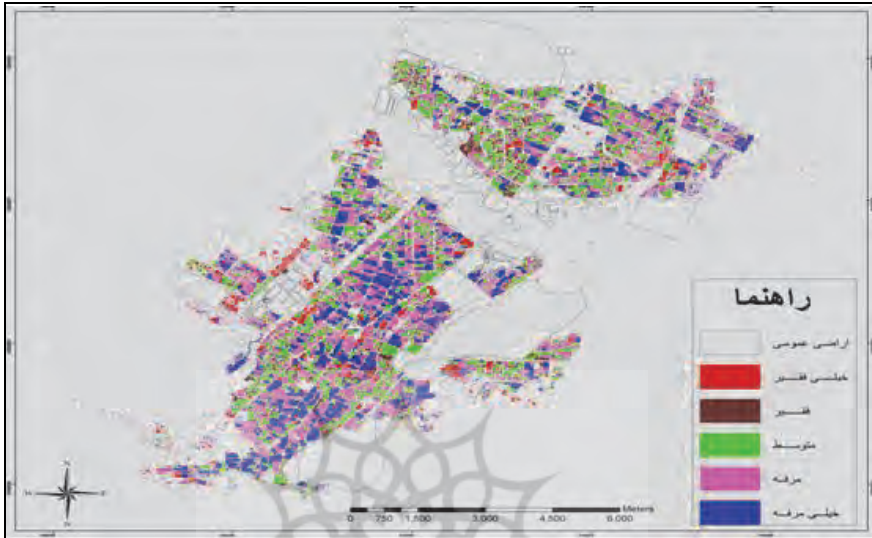 راهنما
اراضی عمومی
خیلی فقیر
فقیر
متوسط
مرفه
خیلی مرفه
Meters
0 750 1,500 3,000 4,500 6,000